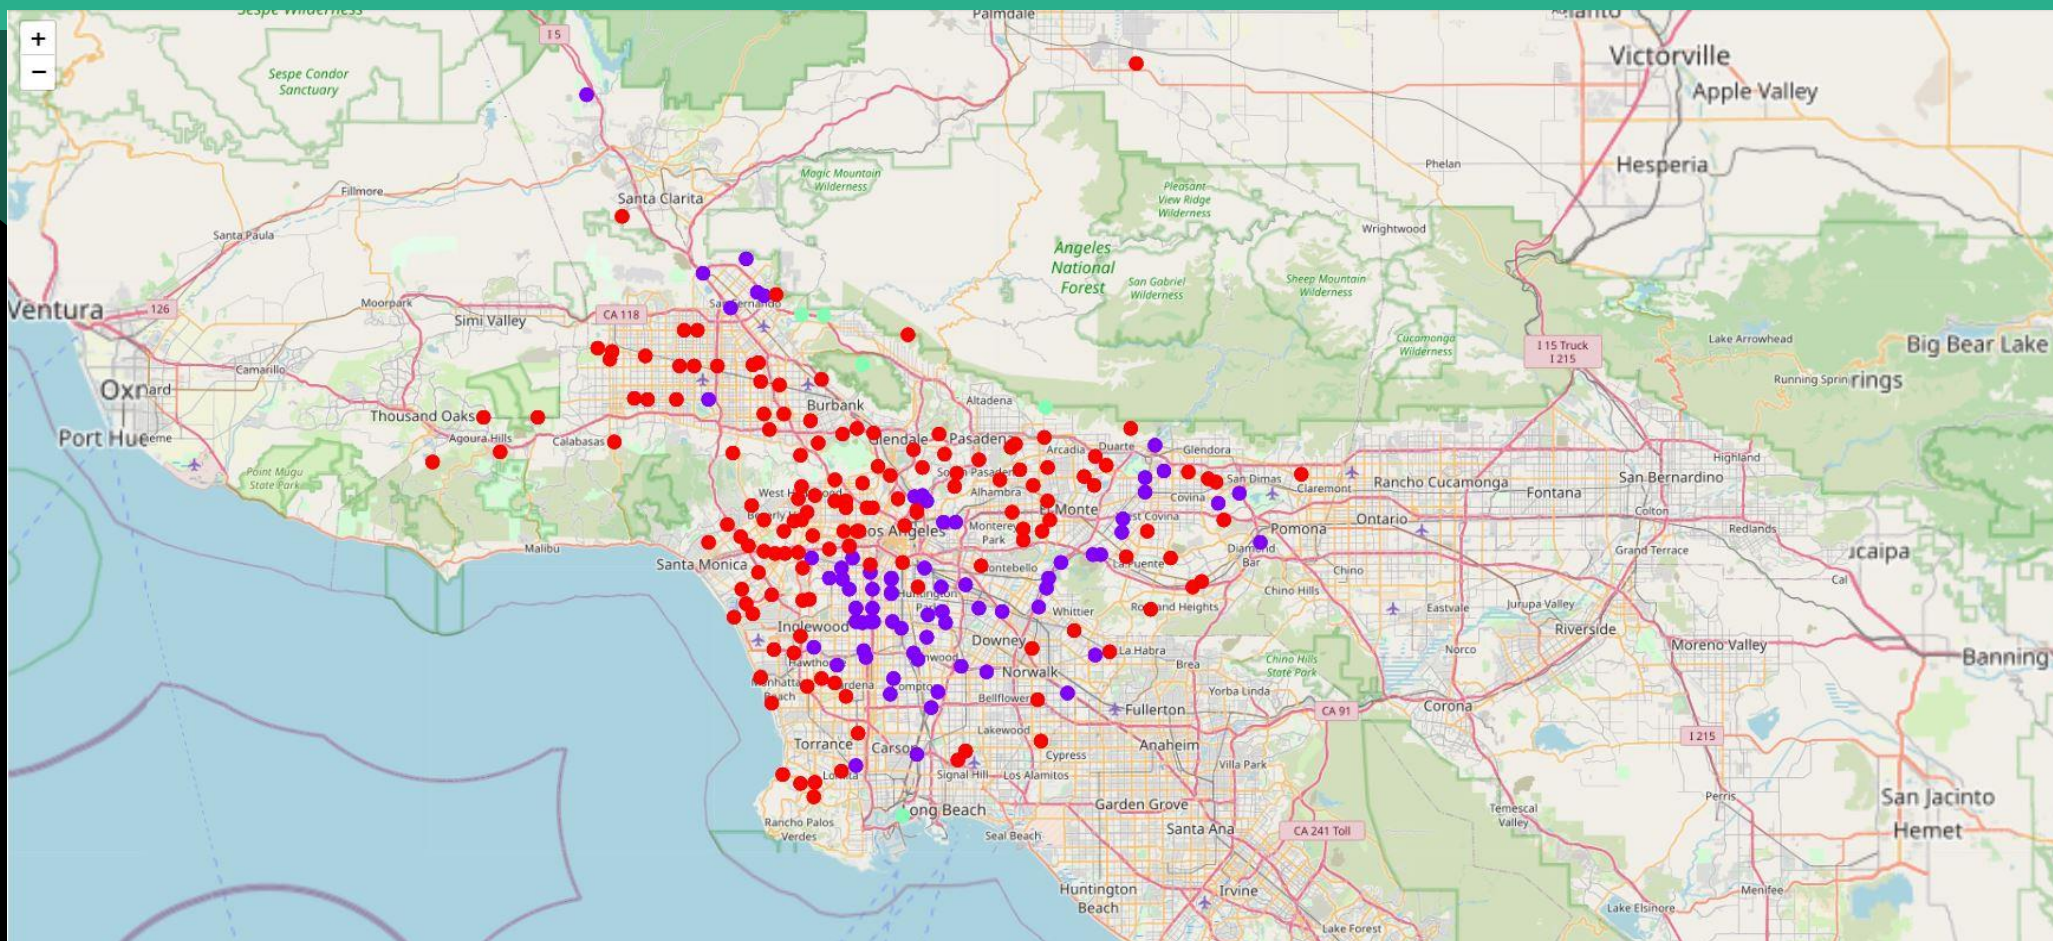 Sespe Wilderness
Palmdale
+
−
I 5
Victorville
Sespe Condor
Sanctuary
Apple Valley
Phelan
Hesperia
Magic Mountain
Wilderness
Fillmore
Santa Clarita
Pleasant
View Ridge
Wilderness
Santa Paula
Wrightwood
Angeles
National
Forest
San Gabriel
Wilderness
Sheep Mountain
Wilderness
Moorpark
Ventura
126
CA 118
Simi Valley
Cucamonga
Wilderness
I 15 Truck
I 215
Lake Arrowhead
Big Bear Lake
Camarillo
Running Sprin
rings
Oxnard
Burbank
Altadena
Thousand Oaks
Port Hueneme
Agoura Hills
Calabasas
Glendale
Pasadena
Arcadia
Duarte
Glendora
Highland
Point Mugu
State Park
San Dimas
Claremont
Rancho Cucamonga
San Bernardino
Fontana
Alhambra
Covina
El Monte
Colton
Ontario
Pomona
Redlands
Los Angeles
Monterey
Park
Malibu
Santa Monica
Diamond
Bar
La Puente
Grand Terrace
ucaipa
Chino
Cal
Chino Hills
Whittier
Eastvale
Jurupa Valley
Inglewood
Riverside
Downey
La Habra
Norco
Moreno Valley
Banning
Brea
Chino Hills
State Park
Norwalk
Yorba Linda
Bellflower
Fullerton
CA 91
Corona
Lakewood
I 215
Torrance
Carson
Anaheim
Cypress
Villa Park
Signal Hill
Los Alamitos
Perris
San Jacinto
Garden Grove
Temescal
Valley
Long Beach
Rancho Palos
Verdes
Seal Beach
Santa Ana
CA 241 Toll
Hemet
Huntington
Beach
Irvine
Menifee
Lake Elsinore
Lake Forest